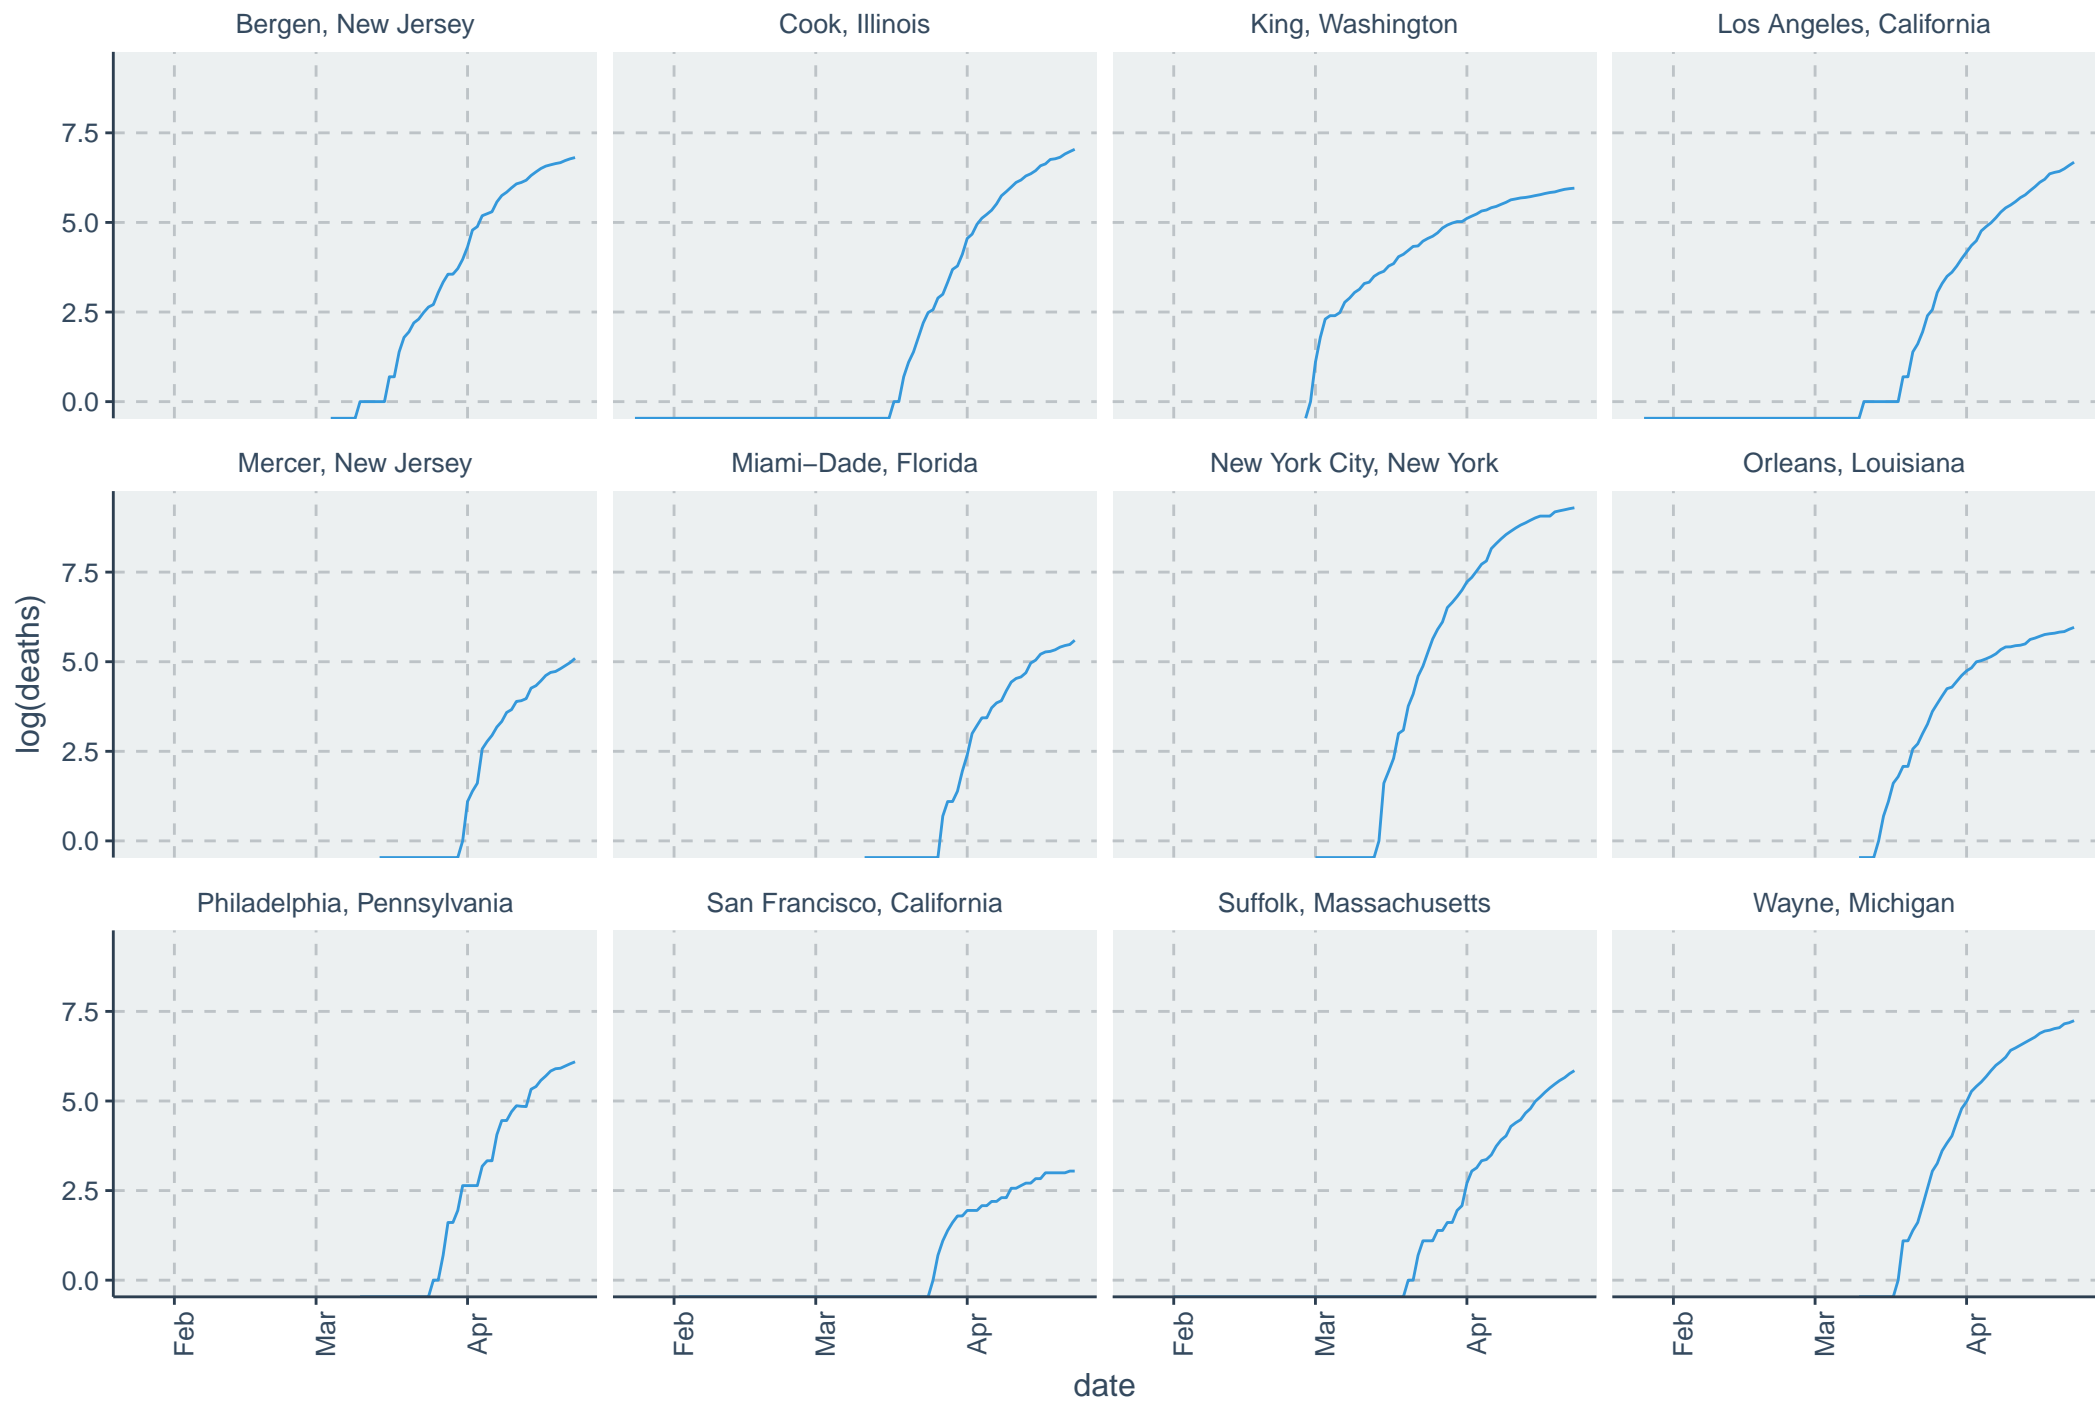 Bergen, New Jersey
Cook, Illinois
King, Washington
Los Angeles, California
7.5
5.0
2.5
0.0
Mercer, New Jersey
Miami−Dade, Florida
New York City, New York
Orleans, Louisiana
7.5
5.0
2.5
0.0
log(deaths)
Philadelphia, Pennsylvania
San Francisco, California
Suffolk, Massachusetts
Wayne, Michigan
7.5
5.0
2.5
0.0
Feb
Mar
Apr
Feb
Mar
Apr
Feb
Mar
Apr
Feb
Mar
Apr
date